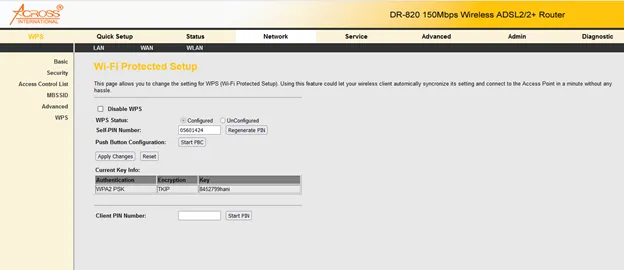 ACROSS
INTERNATIONAL
DR-820 150Mbps Wireless ADSL2/2+ Router
WPS Quick Setup Status Network Service Advanced Admin Diagnostic
LAN WAN WLAN
Basic
Security
Access Control List
MBSSID
Advanced
WPS
Wi-Fi Protected Setup
This page allows you to change the setting for WPS (Wi-Fi Protected Setup). Using this feature could let your wireless client automically syncronize its setting and connect to the Access Point in a minute without any
hassle.
Disable WPS
WPS Status: Configured UnConfigured
Self-PIN Number: 05601424 Regenerate PIN
Push Button Configuration: Start PBC
Apply Changes Reset
Current Key Info:
Authentication Encryption Key
WPA2 PSK TKIP 8452799hani
Client PIN Number: Start PIN